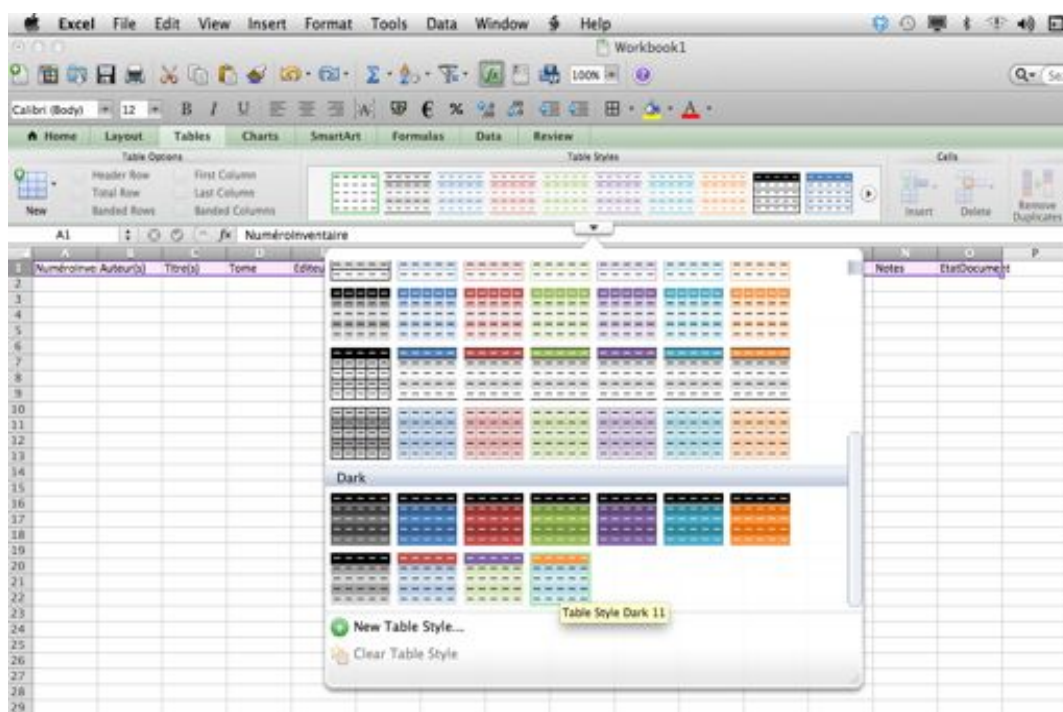 Excel File Edit View Insert Format Tools Data Window Help
Workbook1
100%
Calibri (Body) 12 B I U € %
Home Layout Tables Charts SmartArt Formulas Data Review
Table Options Table Styles Cells
Header Row First Column
Total Row Last Column
Banded Rows Banded Columns
New Insert Delete Remove Duplicates
A1 fx NuméroInventaire
N O P
1 NuméroInve Auteur(s) Titre(s) Tome Editeu Notes EtatDocument
2
3
4
5
6
7
8
9
10
11
12
13
14
Dark
15
16
17
18
19
20
21
22
Table Style Dark 11
23
24
New Table Style...
25
26
Clear Table Style
27
28
29